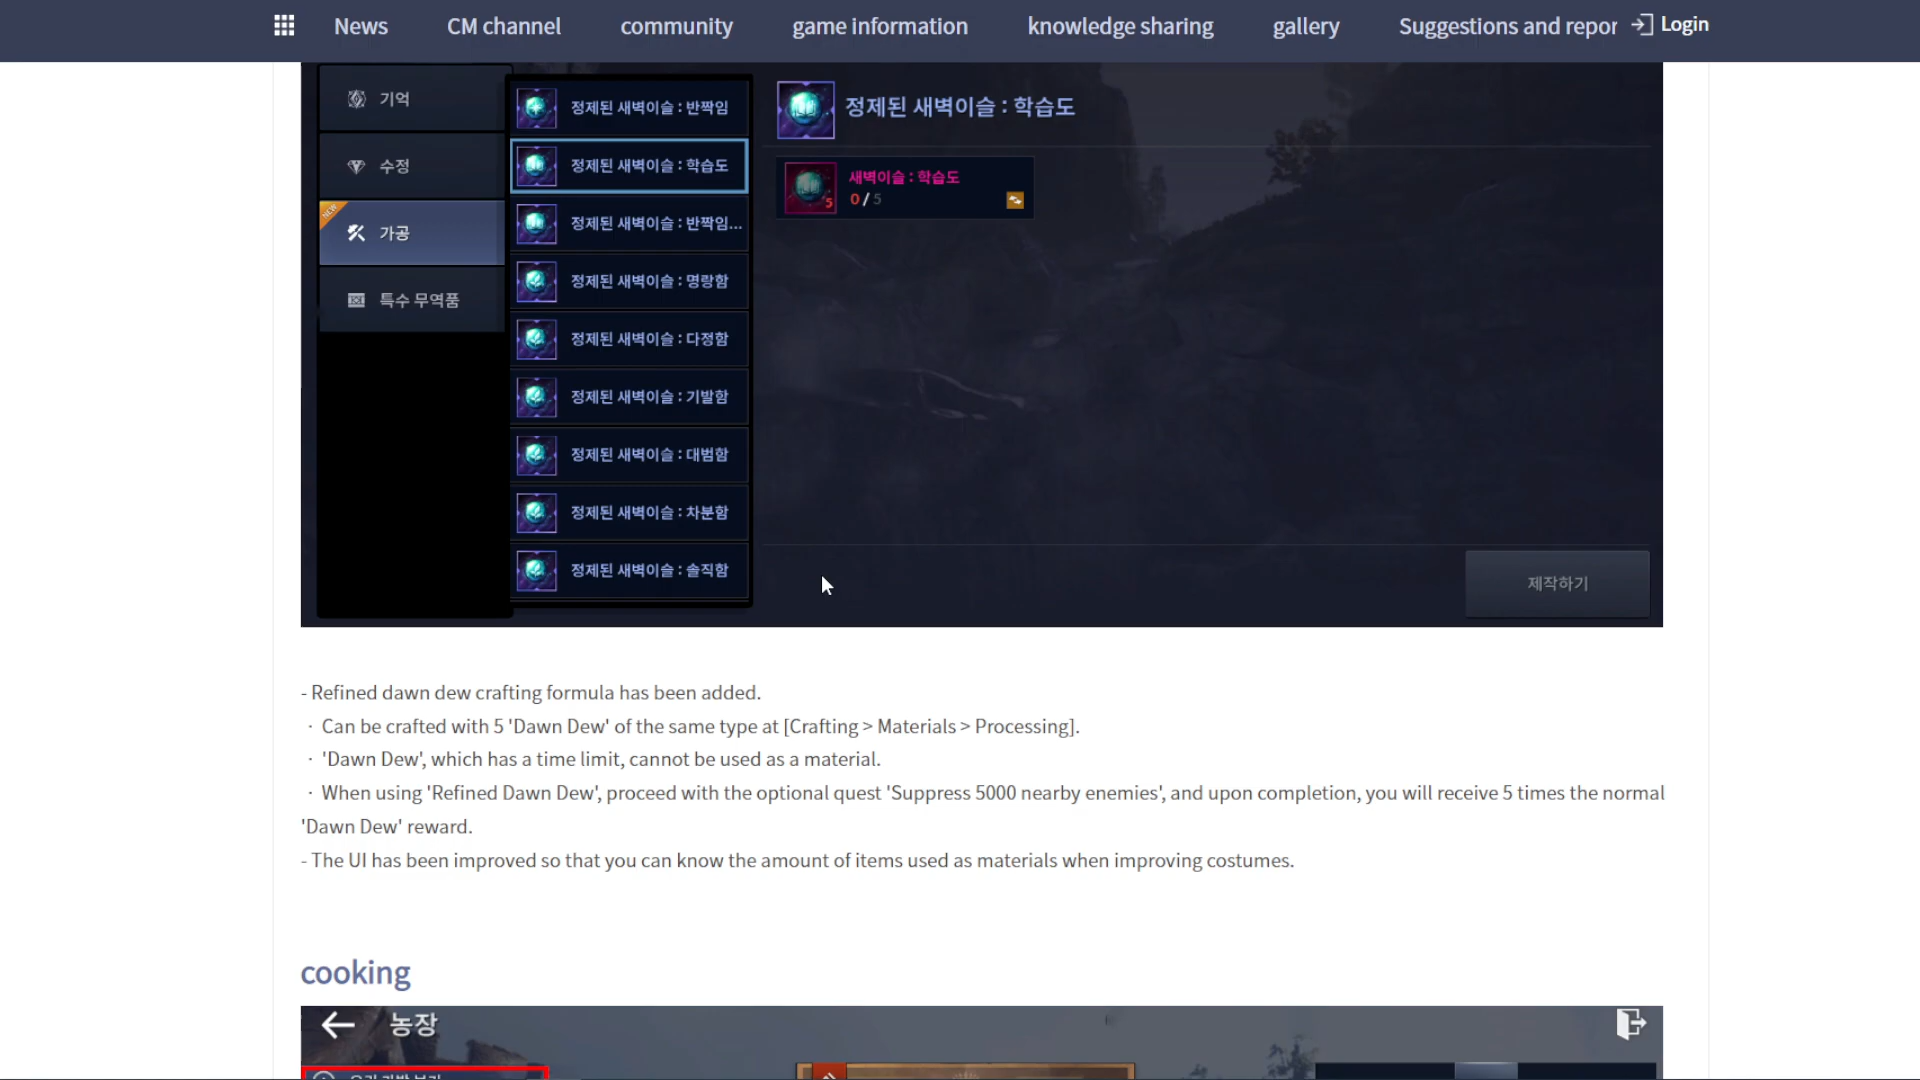 News CM channel community game information knowledge sharing gallery Suggestions and repor Login
기억
수정
NEW
가공
특수 무역품
정제된 새벽이슬 : 반짝임
정제된 새벽이슬 : 학습도
정제된 새벽이슬 : 반짝임...
정제된 새벽이슬 : 명랑함
정제된 새벽이슬 : 다정함
정제된 새벽이슬 : 기발함
정제된 새벽이슬 : 대범함
정제된 새벽이슬 : 차분함
정제된 새벽이슬 : 솔직함
정제된 새벽이슬 : 학습도
새벽이슬 : 학습도
5
0 / 5
제작하기
- Refined dawn dew crafting formula has been added.
· Can be crafted with 5 'Dawn Dew' of the same type at [Crafting > Materials > Processing].
· 'Dawn Dew', which has a time limit, cannot be used as a material.
· When using 'Refined Dawn Dew', proceed with the optional quest 'Suppress 5000 nearby enemies', and upon completion, you will receive 5 times the normal
'Dawn Dew' reward.
- The UI has been improved so that you can know the amount of items used as materials when improving costumes.
cooking
농장